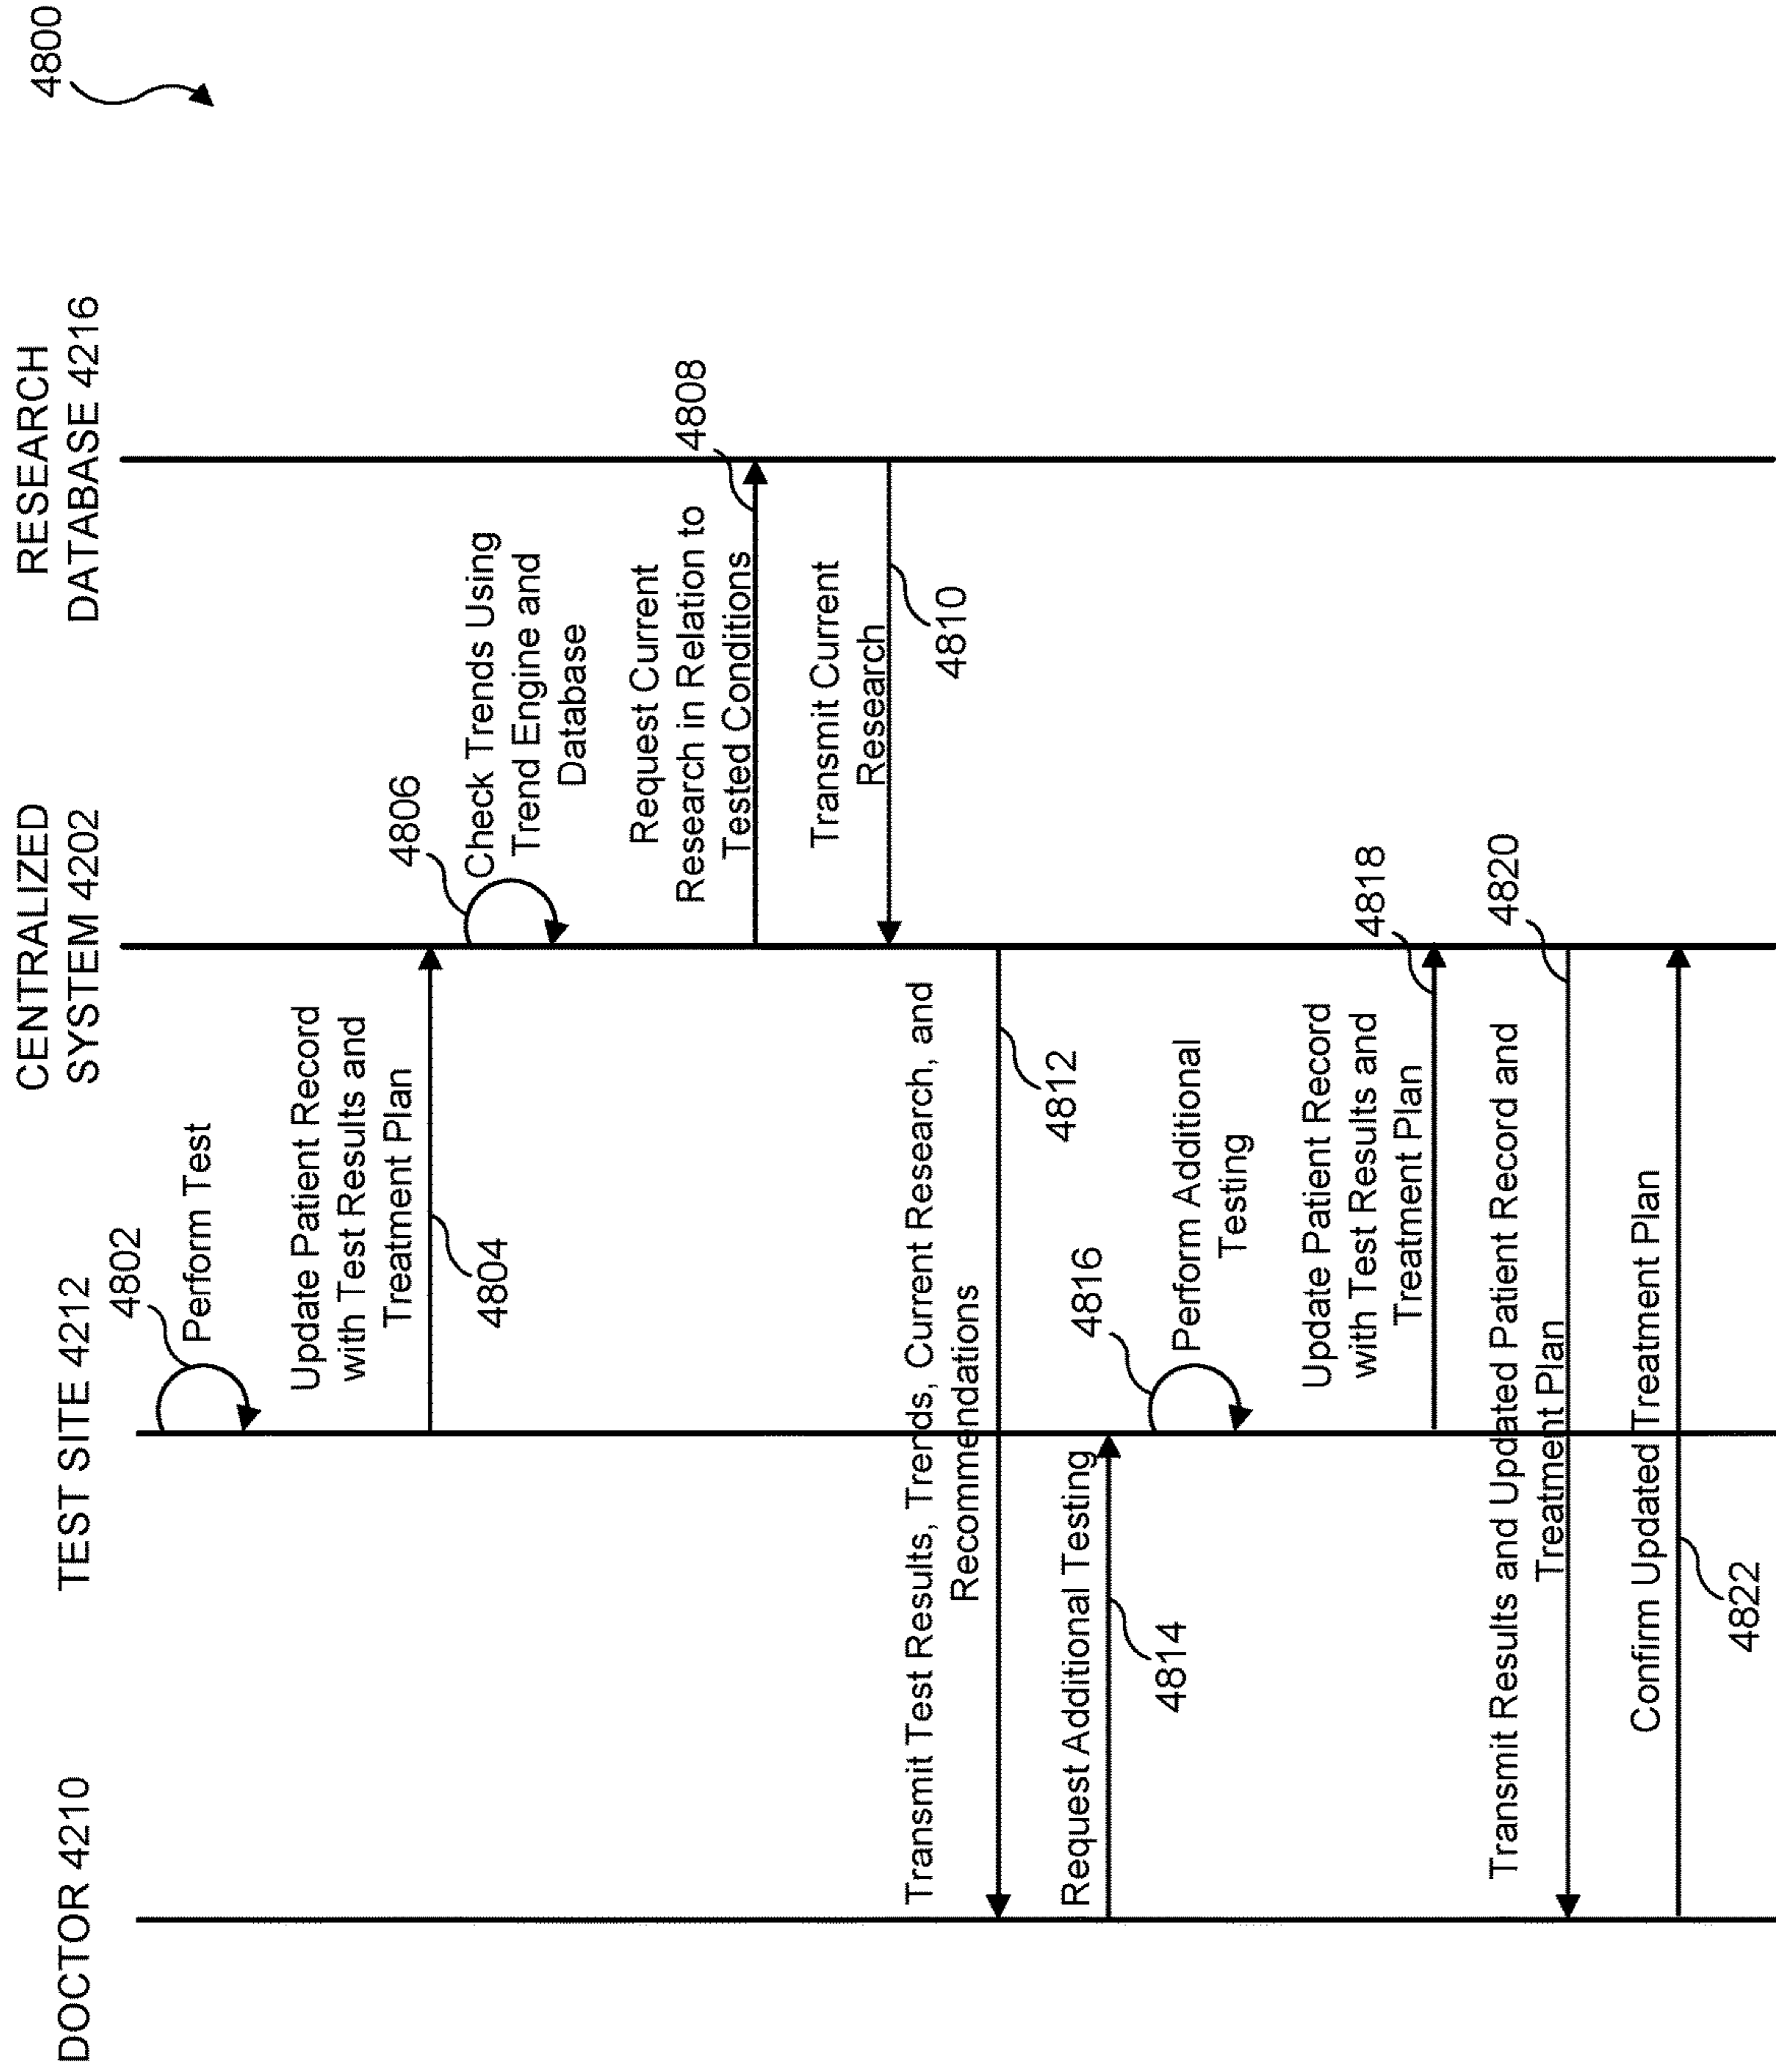 4800
DOCTOR 4210
TEST SITE 4212
CENTRALIZED
SYSTEM 4202
RESEARCH
DATABASE 4216
4802
Perform Test
Update Patient Record
with Test Results and
Treatment Plan
4804
4806
Check Trends Using
Trend Engine and
Database
Request Current
Research in Relation to
Tested Conditions
4808
Transmit Current
Research
4810
Transmit Test Results, Trends, Current Research, and
Recommendations
4812
Request Additional Testing
4814
4816
Perform Additional
Testing
Update Patient Record
with Test Results and
Treatment Plan
4818
Transmit Results and Updated Patient Record and
Treatment Plan
4820
Confirm Updated Treatment Plan
4822